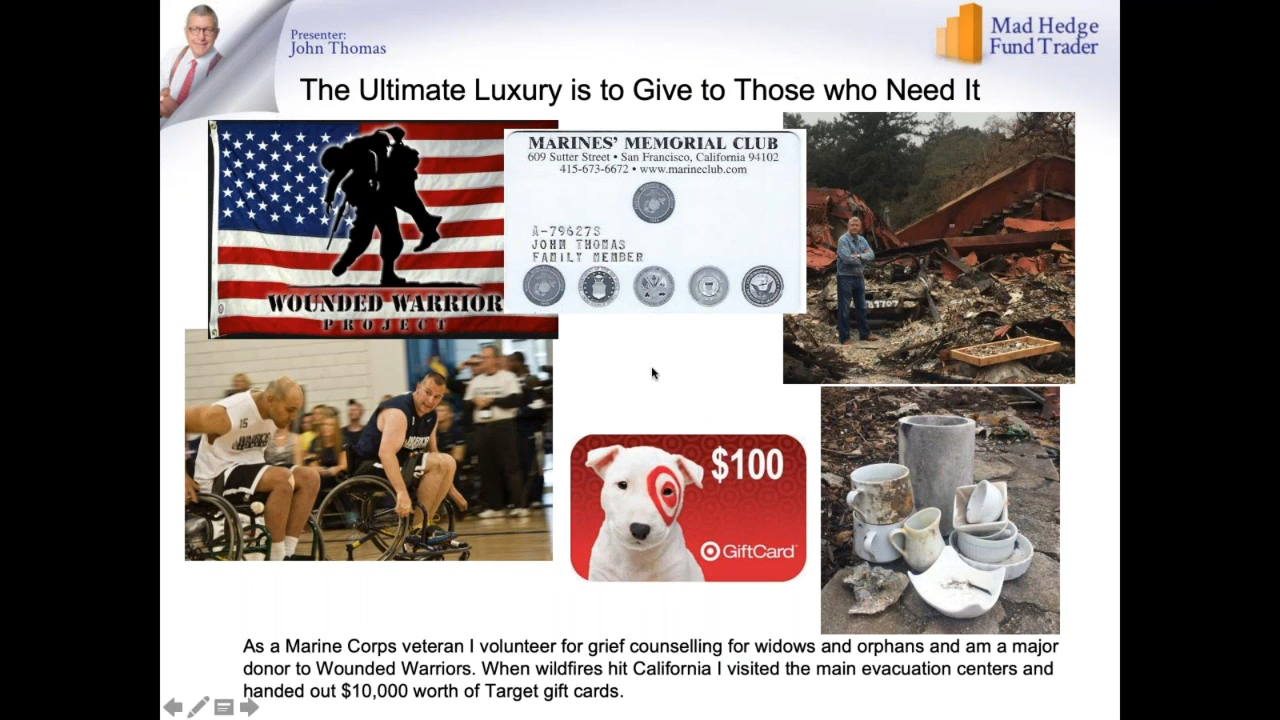 Presenter:
John Thomas
Mad Hedge
Fund Trader
The Ultimate Luxury is to Give to Those who Need It
WOUNDED WARRIOR
PROJECT
MARINES' MEMORIAL CLUB
609 Sutter Street • San Francisco, California 94102
415-673-6672 • www.marineclub.com
A-79627S
JOHN THOMAS
FAMILY MEMBER
15
$100
GiftCard
As a Marine Corps veteran I volunteer for grief counselling for widows and orphans and am a major
donor to Wounded Warriors. When wildfires hit California I visited the main evacuation centers and
handed out $10,000 worth of Target gift cards.